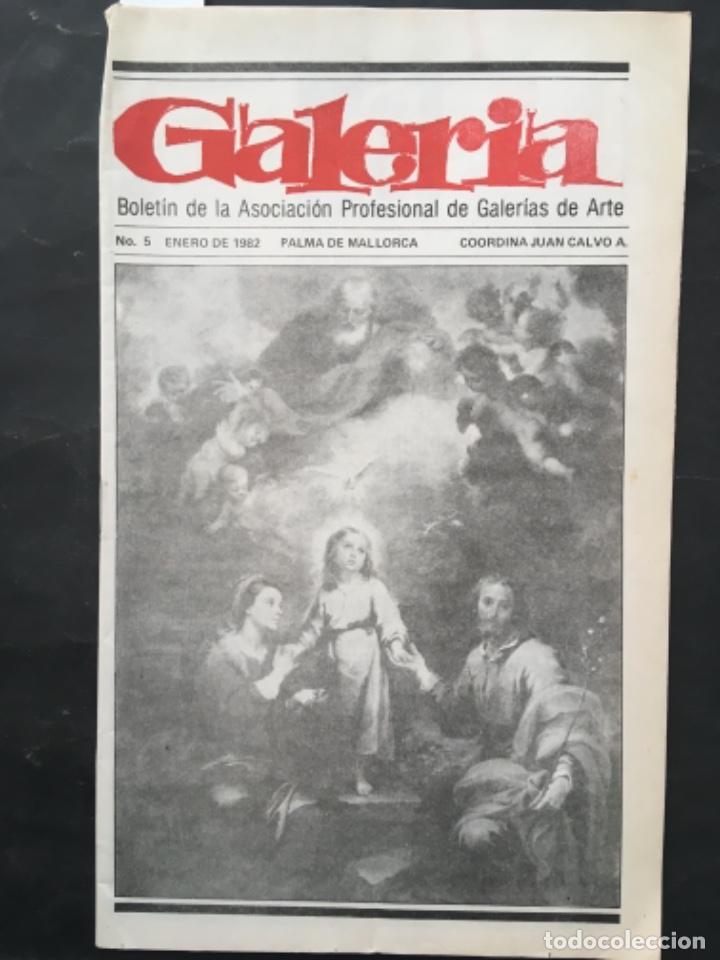 Galeria
Boletín de la Asociación Profesional de Galerías de Arte
No. 5 ENERO DE 1982 PALMA DE MALLORCA COORDINA JUAN CALVO A.
todocoleccion